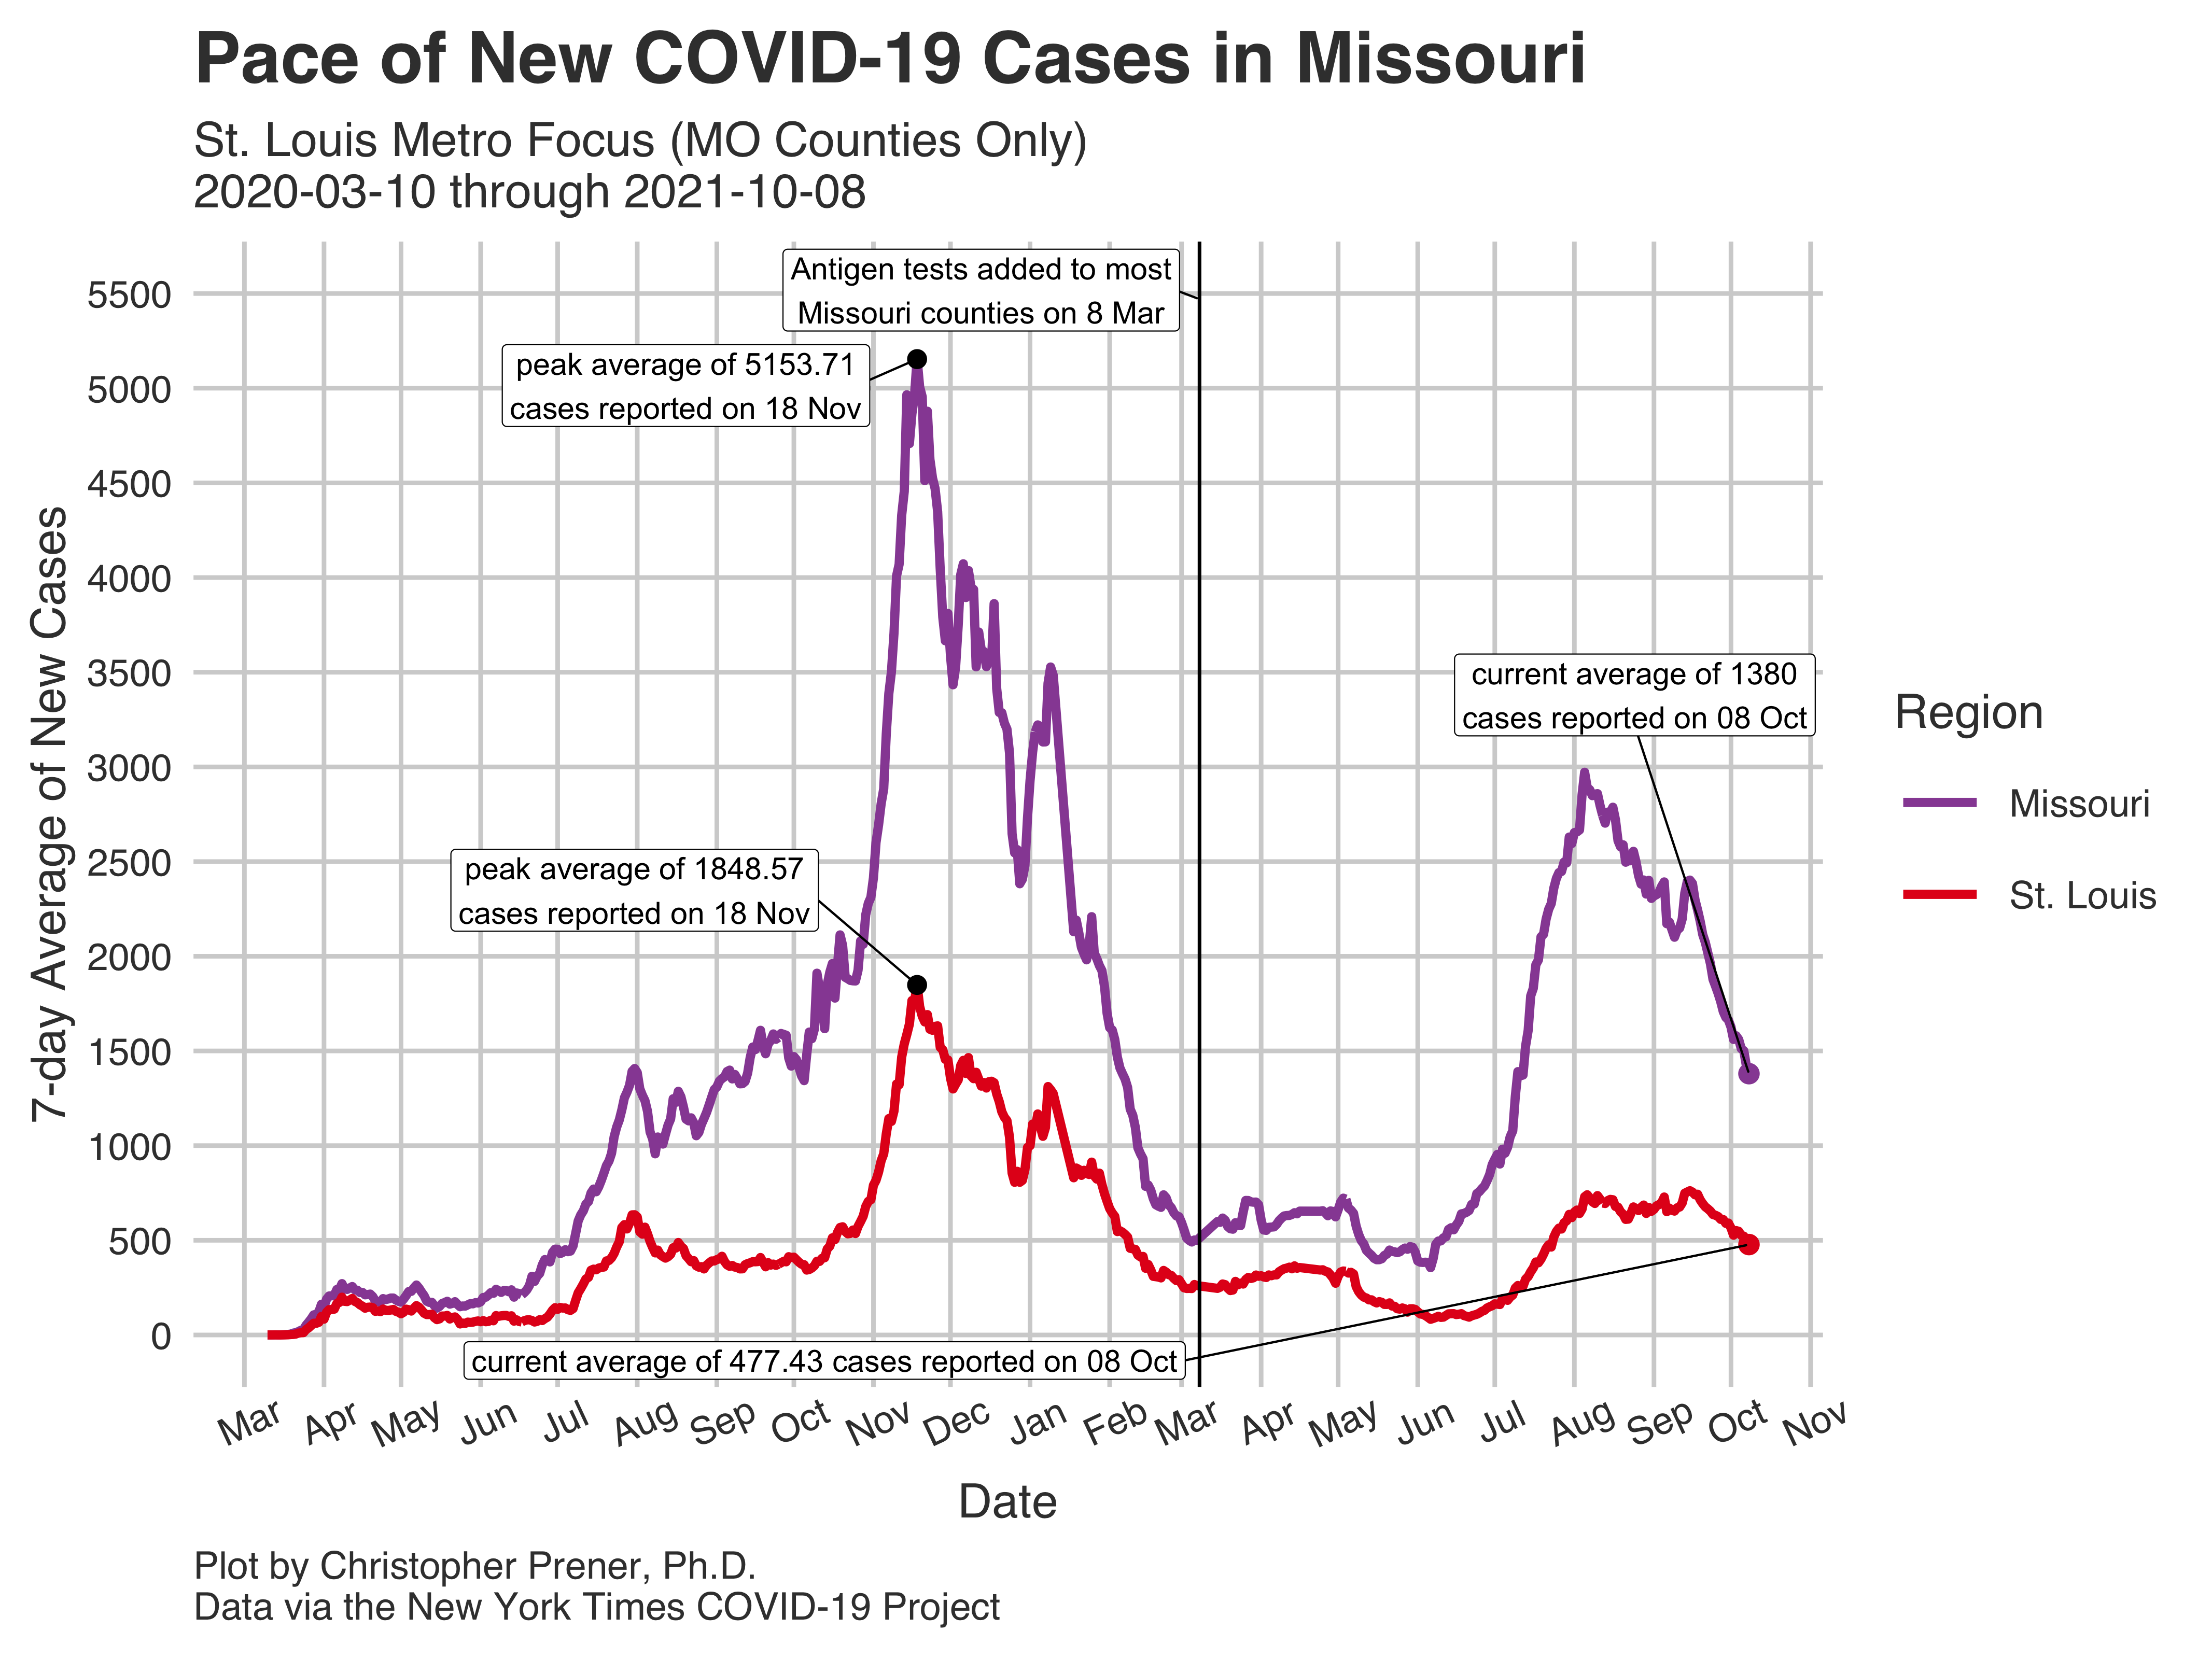 Pace of New COVID-19 Cases in Missouri
St. Louis Metro Focus (MO Counties Only)
2020-03-10 through 2021-10-08
Antigen tests added to most
Missouri counties on 8 Mar
peak average of 5153.71
cases reported on 18 Nov
current average of 1380
cases reported on 08 Oct
peak average of 1848.57
cases reported on 18 Nov
current average of 477.43 cases reported on 08 Oct
7-day Average of New Cases
5500
5000
4500
4000
3500
3000
2500
2000
1500
1000
500
0
Mar Apr May Jun Jul Aug Sep Oct Nov Dec Jan Feb Mar Apr May Jun Jul Aug Sep Oct Nov
Date
Region
Missouri
St. Louis
Plot by Christopher Prener, Ph.D.
Data via the New York Times COVID-19 Project